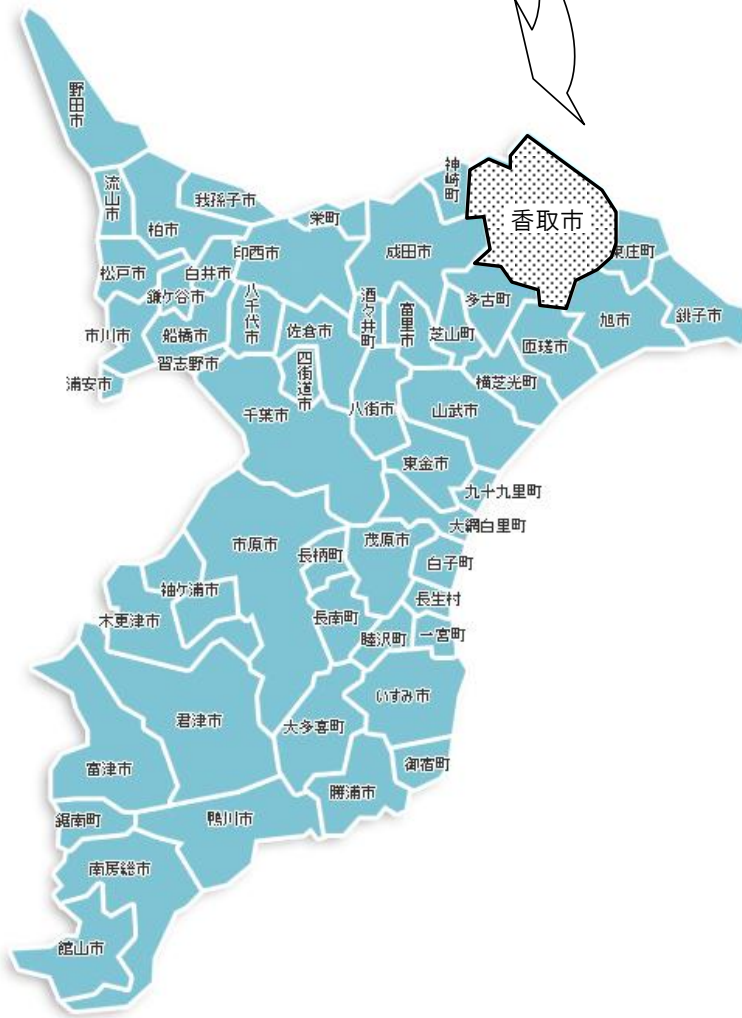 野田市
流山市
柏市
我孫子市
神崎町
香取市
栄町
印西市
成田市
東庄町
松戸市
白井市
鎌ケ谷市
八千代市
酒々井町
富里市
多古町
銚子市
市川市
船橋市
佐倉市
芝山町
旭市
匝瑳市
習志野市
四街道市
浦安市
横芝光町
千葉市
八街市
山武市
東金市
九十九里町
大網白里町
市原市
長柄町
茂原市
白子町
袖ケ浦市
長生村
木更津市
長南町
睦沢町
一宮町
君津市
大多喜町
いすみ市
富津市
御宿町
勝浦市
鋸南町
鴨川市
南房総市
館山市